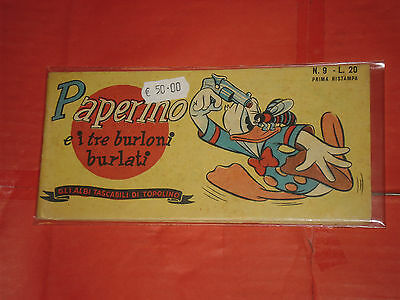 Paperino
e i tre burloni
burlati
GLI ALBI TASCABILI DI TOPOLINO
€ 50.00
N. 9 - L. 20
PRIMA RISTAMPA